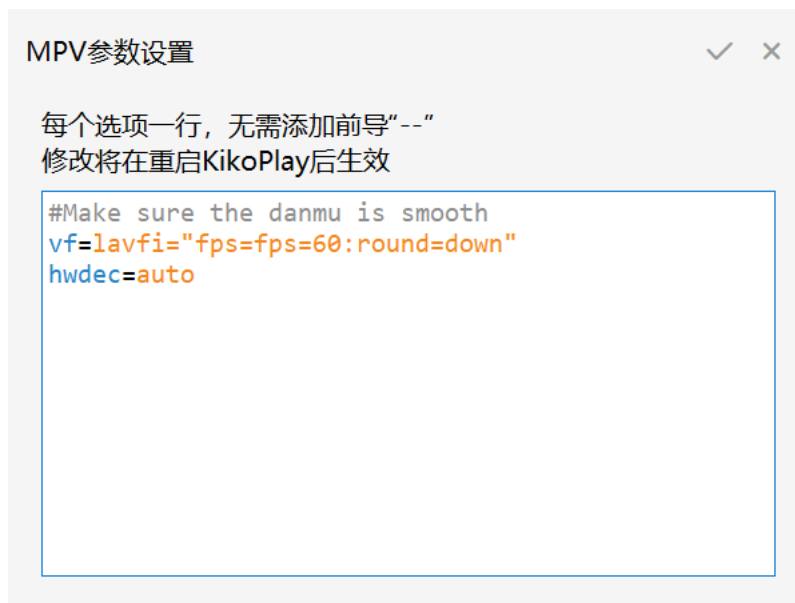 MPV参数设置
每个选项一行，无需添加前导“--”
修改将在重启KikoPlay后生效
#Make sure the danmu is smooth
vf=lavfi="fps=fps=60:round=down"
hwdec=auto